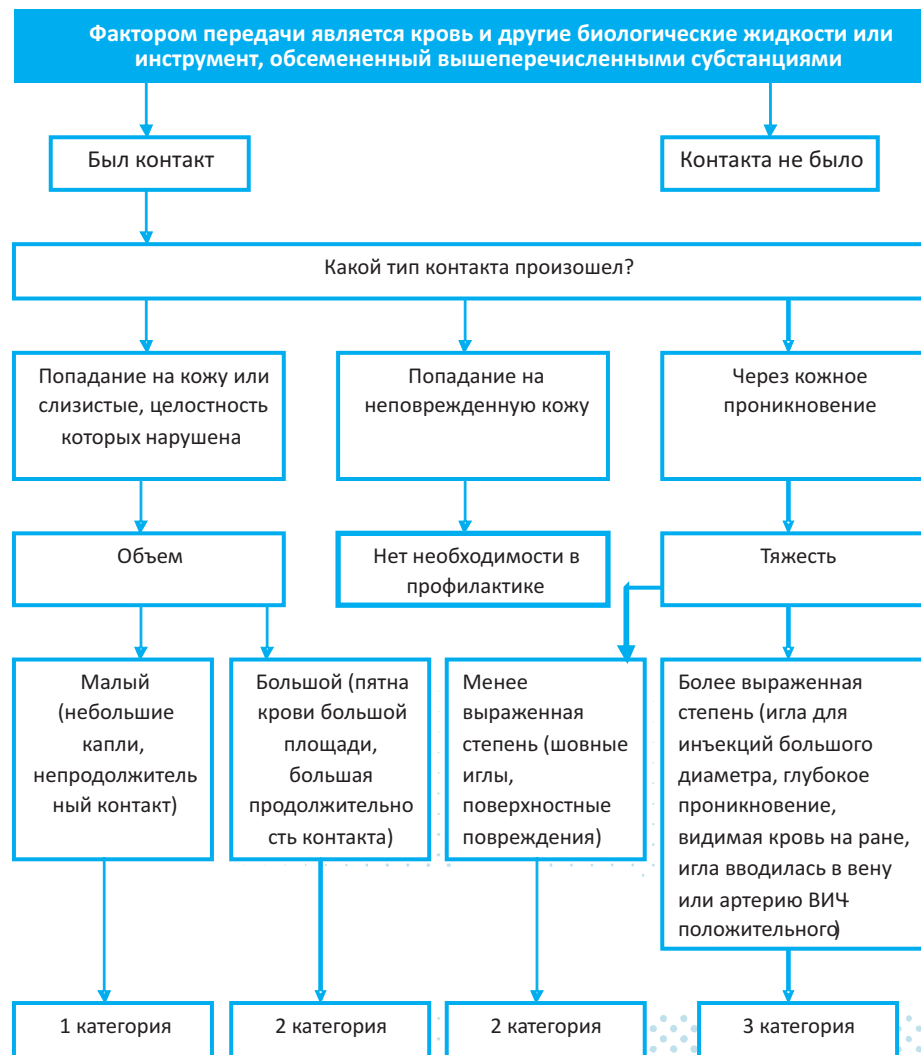 Фактором передачи является кровь и другие биологические жидкости или
инструмент, обсемененный вышеперечисленными субстанциями
Был контакт
Контакта не было
Какой тип контакта произошел?
Попадание на кожу или
слизистые, целостность
которых нарушена
Попадание на
неповрежденную кожу
Через кожное
проникновение
Объем
Нет необходимости в
профилактике
Тяжесть
Малый
(небольшие
капли,
непродолжитель
ный контакт)
Большой (пятна
крови большой
площади,
большая
продолжительно
сть контакта)
Менее
выраженная
степень (шовные
иглы,
поверхностные
повреждения)
Более выраженная
степень (игла для
инъекций большого
диаметра, глубокое
проникновение,
видимая кровь на ране,
игла вводилась в вену
или артерию ВИЧ-
положительного)
1 категория
2 категория
2 категория
3 категория